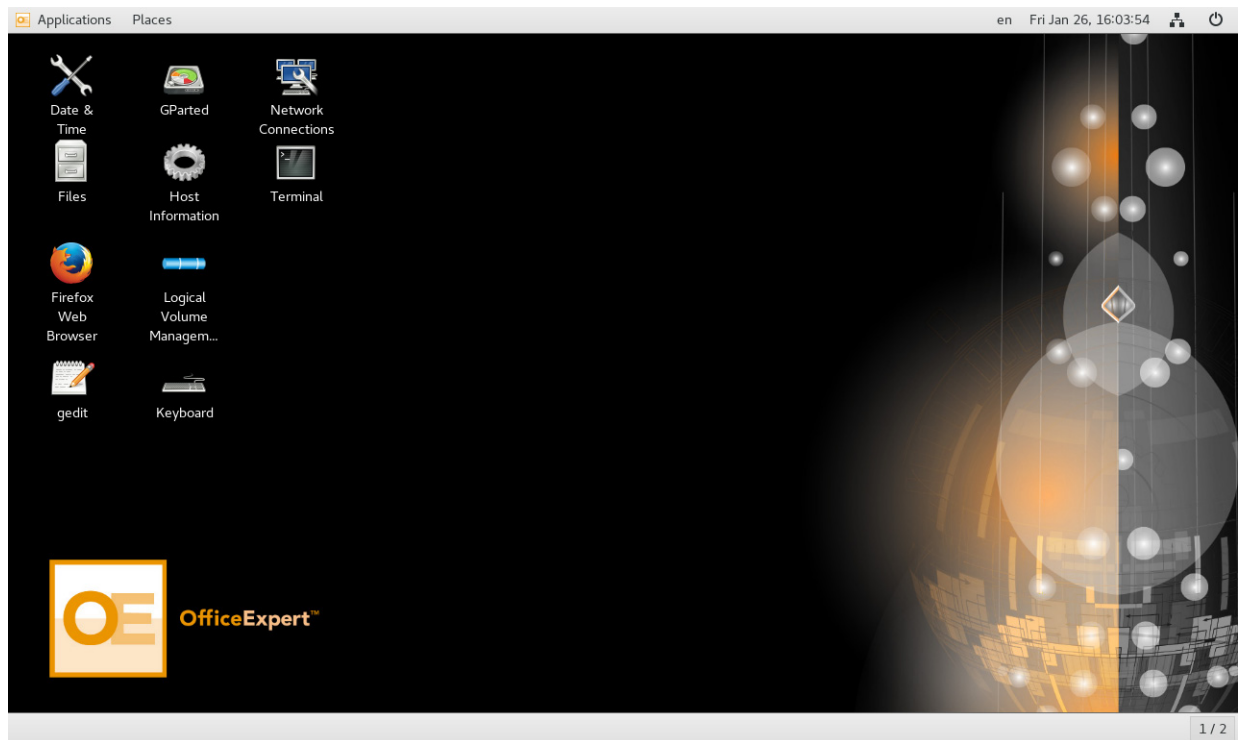 Applications Places en Fri Jan 26, 16:03:54
Date &
Time
GParted
Network
Connections
Files
Host
Information
Terminal
Firefox
Web
Browser
Logical
Volume
Managem...
gedit
Keyboard
OE
OfficeExpert™
1 / 2